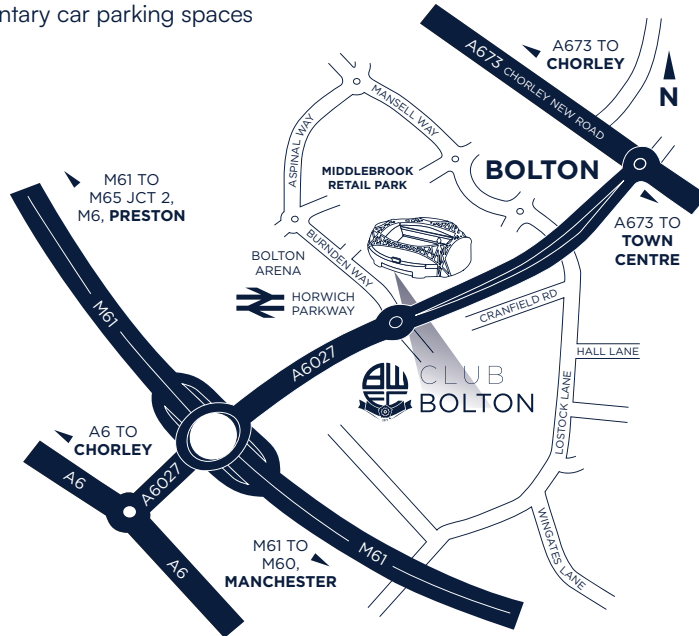 ntary car parking spaces
A673 TO
CHORLEY
A673 CHORLEY NEW ROAD
N
MANSELL WAY
ASPINAL WAY
MIDDLEBROOK
RETAIL PARK
BOLTON
M61 TO
M65 JCT 2,
M6, PRESTON
A673 TO
TOWN
CENTRE
BURNDEN WAY
BOLTON
ARENA
HORWICH
PARKWAY
CRANFIELD RD
M61
A6027
HALL LANE
BWFC
CLUB
BOLTON
LOSTOCK LANE
A6 TO
CHORLEY
A6
A6027
WINGATES LANE
M61 TO
M60,
MANCHESTER
M61
A6